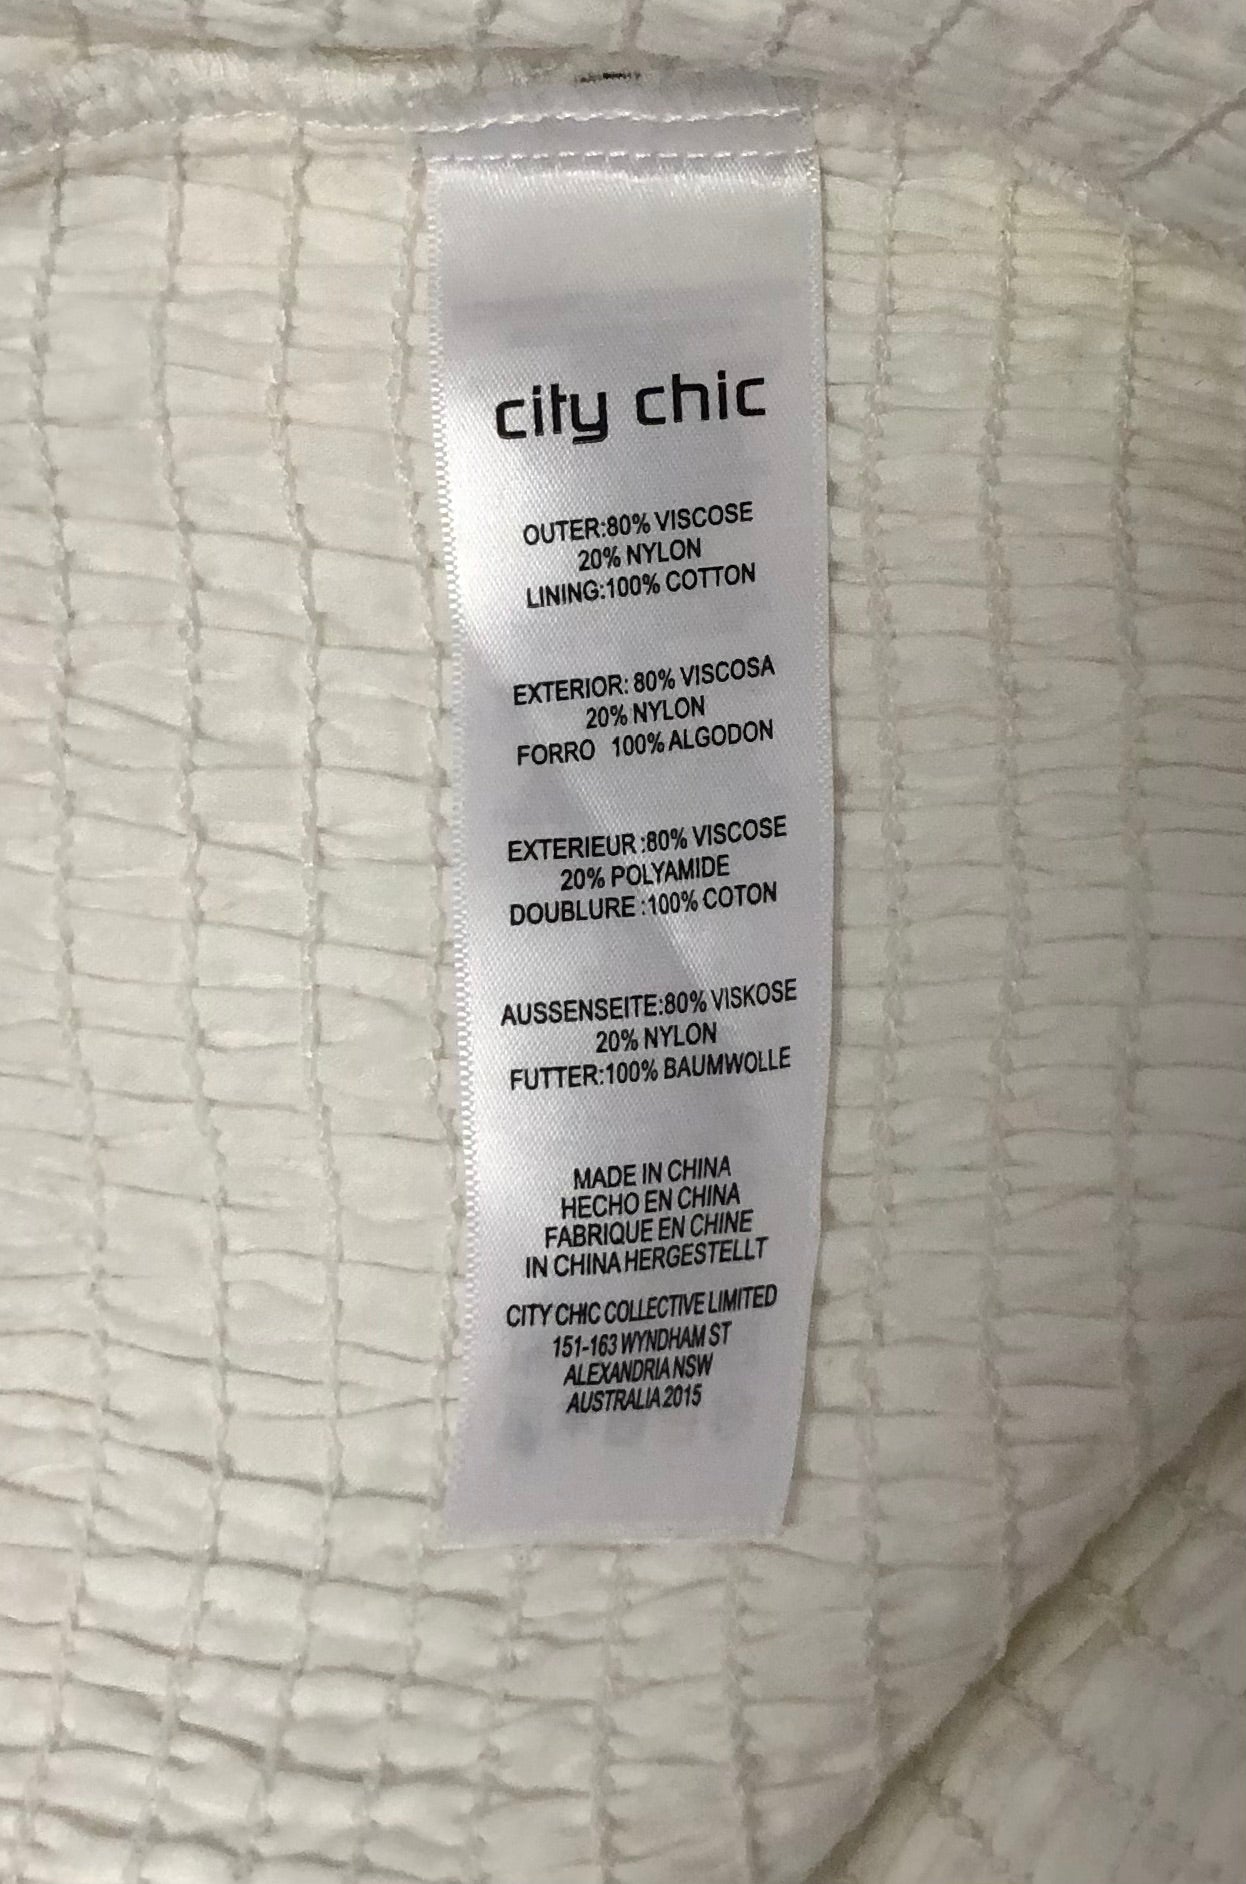 city chic
OUTER:80% VISCOSE
20% NYLON
LINING:100% COTTON
EXTERIOR: 80% VISCOSA
20% NYLON
FORRO 100% ALGODON
EXTERIEUR :80% VISCOSE
20% POLYAMIDE
DOUBLURE :100% COTON
AUSSENSEITE:80% VISKOSE
20% NYLON
FUTTER:100% BAUMWOLLE
MADE IN CHINA
HECHO EN CHINA
FABRIQUE EN CHINE
IN CHINA HERGESTELLT
CITY CHIC COLLECTIVE LIMITED
151-163 WYNDHAM ST
ALEXANDRIA NSW
AUSTRALIA 2015